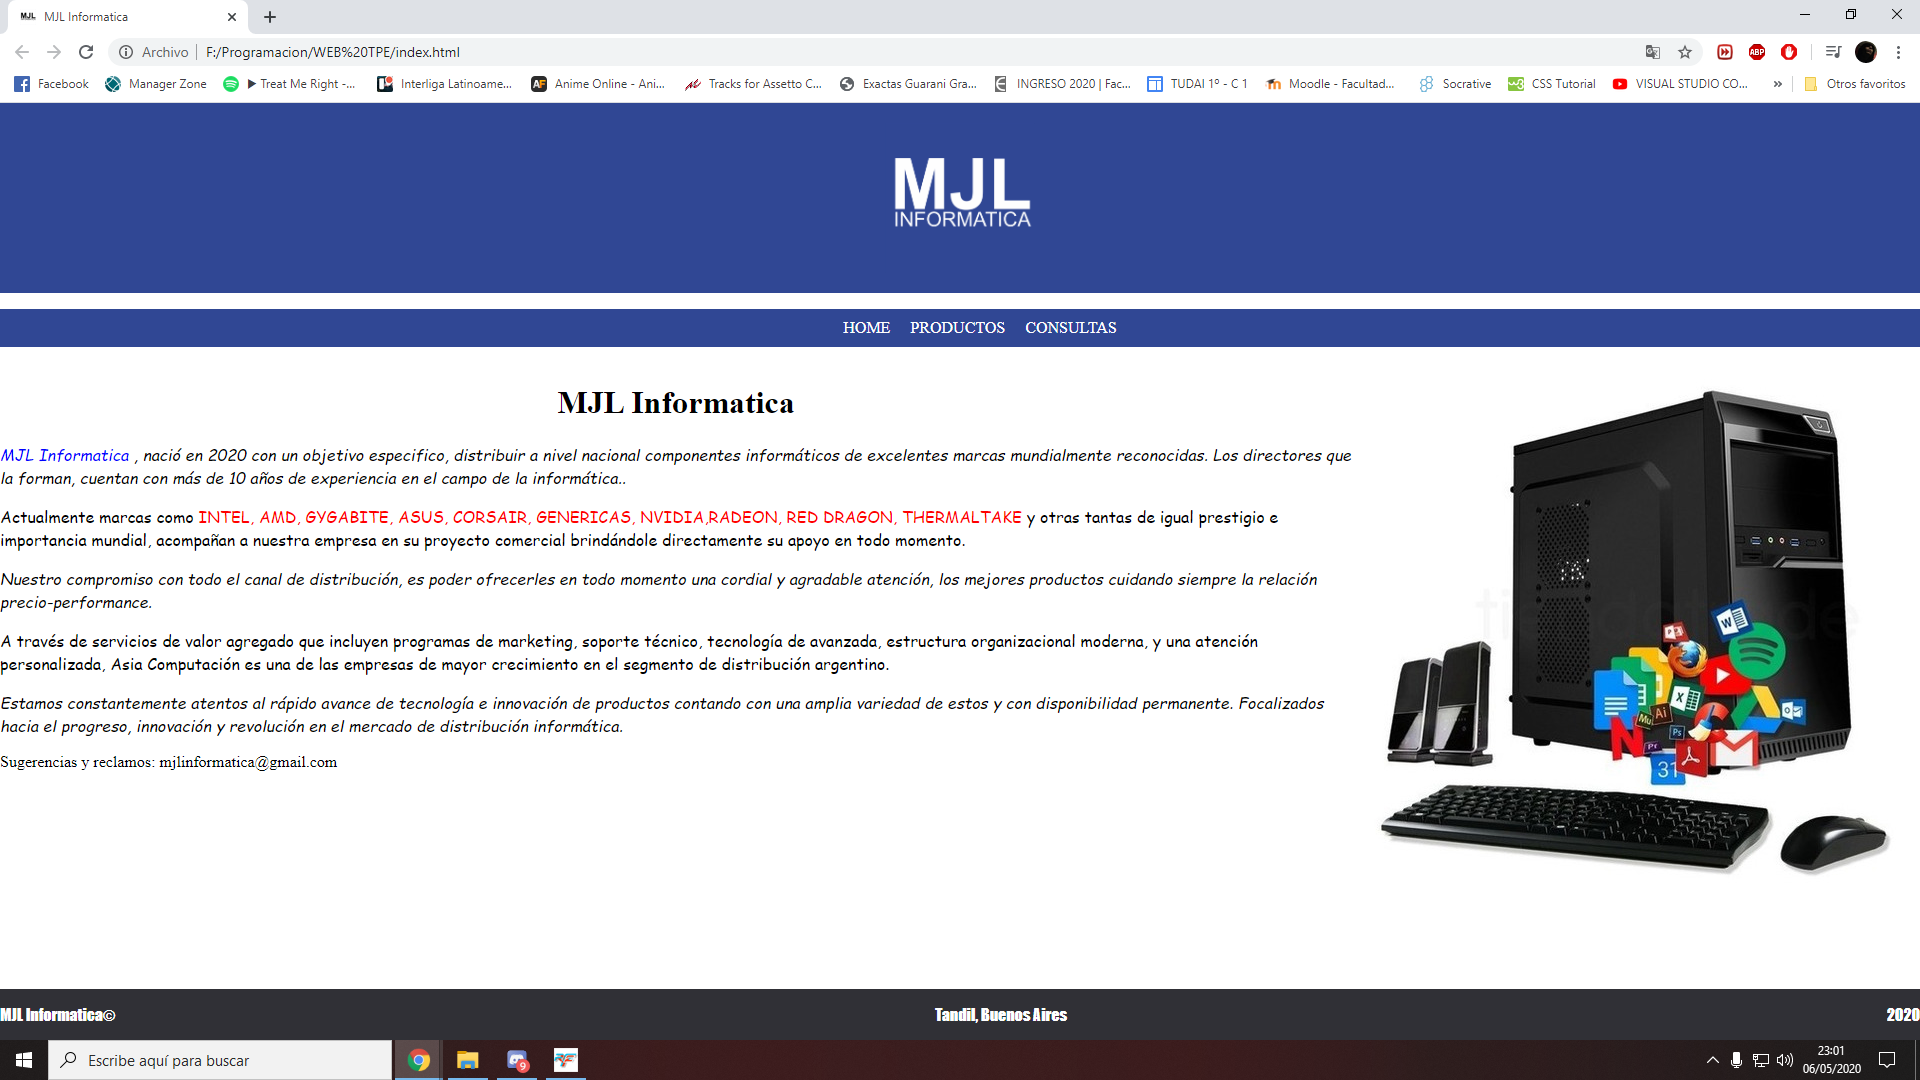 MJL MJL Informatica
Archivo | F:/Programacion/WEB%20TPE/index.html
Facebook Manager Zone Treat Me Right -... Interliga Latinoame... Anime Online - Ani... Tracks for Assetto C... Exactas Guarani Gra... INGRESO 2020 | Fac... TUDAI 1º - C 1 Moodle - Facultad... Socrative CSS Tutorial VISUAL STUDIO CO... » Otros favoritos
MJL
INFORMATICA
HOME PRODUCTOS CONSULTAS
MJL Informatica
MJL Informatica , nació en 2020 con un objetivo especifico, distribuir a nivel nacional componentes informáticos de excelentes marcas mundialmente reconocidas. Los directores que
la forman, cuentan con más de 10 años de experiencia en el campo de la informática..
Actualmente marcas como INTEL, AMD, GYGABITE, ASUS, CORSAIR, GENERICAS, NVIDIA,RADEON, RED DRAGON, THERMALTAKE y otras tantas de igual prestigio e
importancia mundial, acompañan a nuestra empresa en su proyecto comercial brindándole directamente su apoyo en todo momento.
Nuestro compromiso con todo el canal de distribución, es poder ofrecerles en todo momento una cordial y agradable atención, los mejores productos cuidando siempre la relación
precio-performance.
A través de servicios de valor agregado que incluyen programas de marketing, soporte técnico, tecnología de avanzada, estructura organizacional moderna, y una atención
personalizada, Asia Computación es una de las empresas de mayor crecimiento en el segmento de distribución argentino.
Estamos constantemente atentos al rápido avance de tecnología e innovación de productos contando con una amplia variedad de estos y con disponibilidad permanente. Focalizados
hacia el progreso, innovación y revolución en el mercado de distribución informática.
Sugerencias y reclamos: mjlinformatica@gmail.com
W
Mu Ai
Ps
N Pr
31
MJL Informatica© Tandil, Buenos Aires 2020
Escribe aquí para buscar
9
23:01
06/05/2020